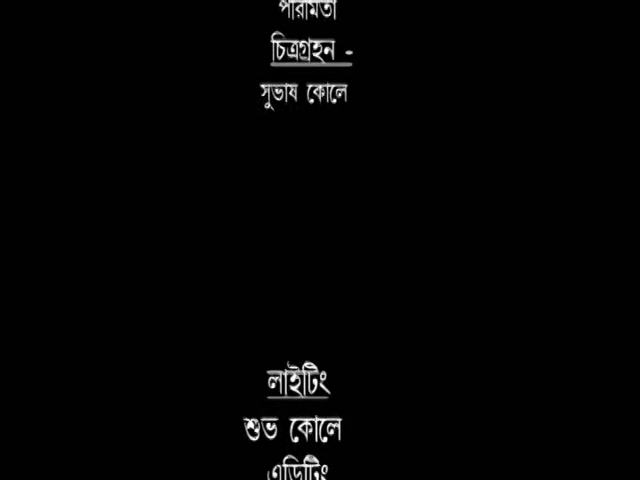 পারমিতা
চিত্রগ্রহন -
সুভাষ কোলে
লাইটিং
শুভ কোলে
এডিটিং